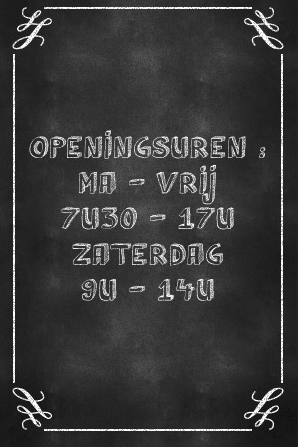 OPENINGSUREN :
MA - VRIJ
7U30 - 17U
ZATERDAG
9U - 14U